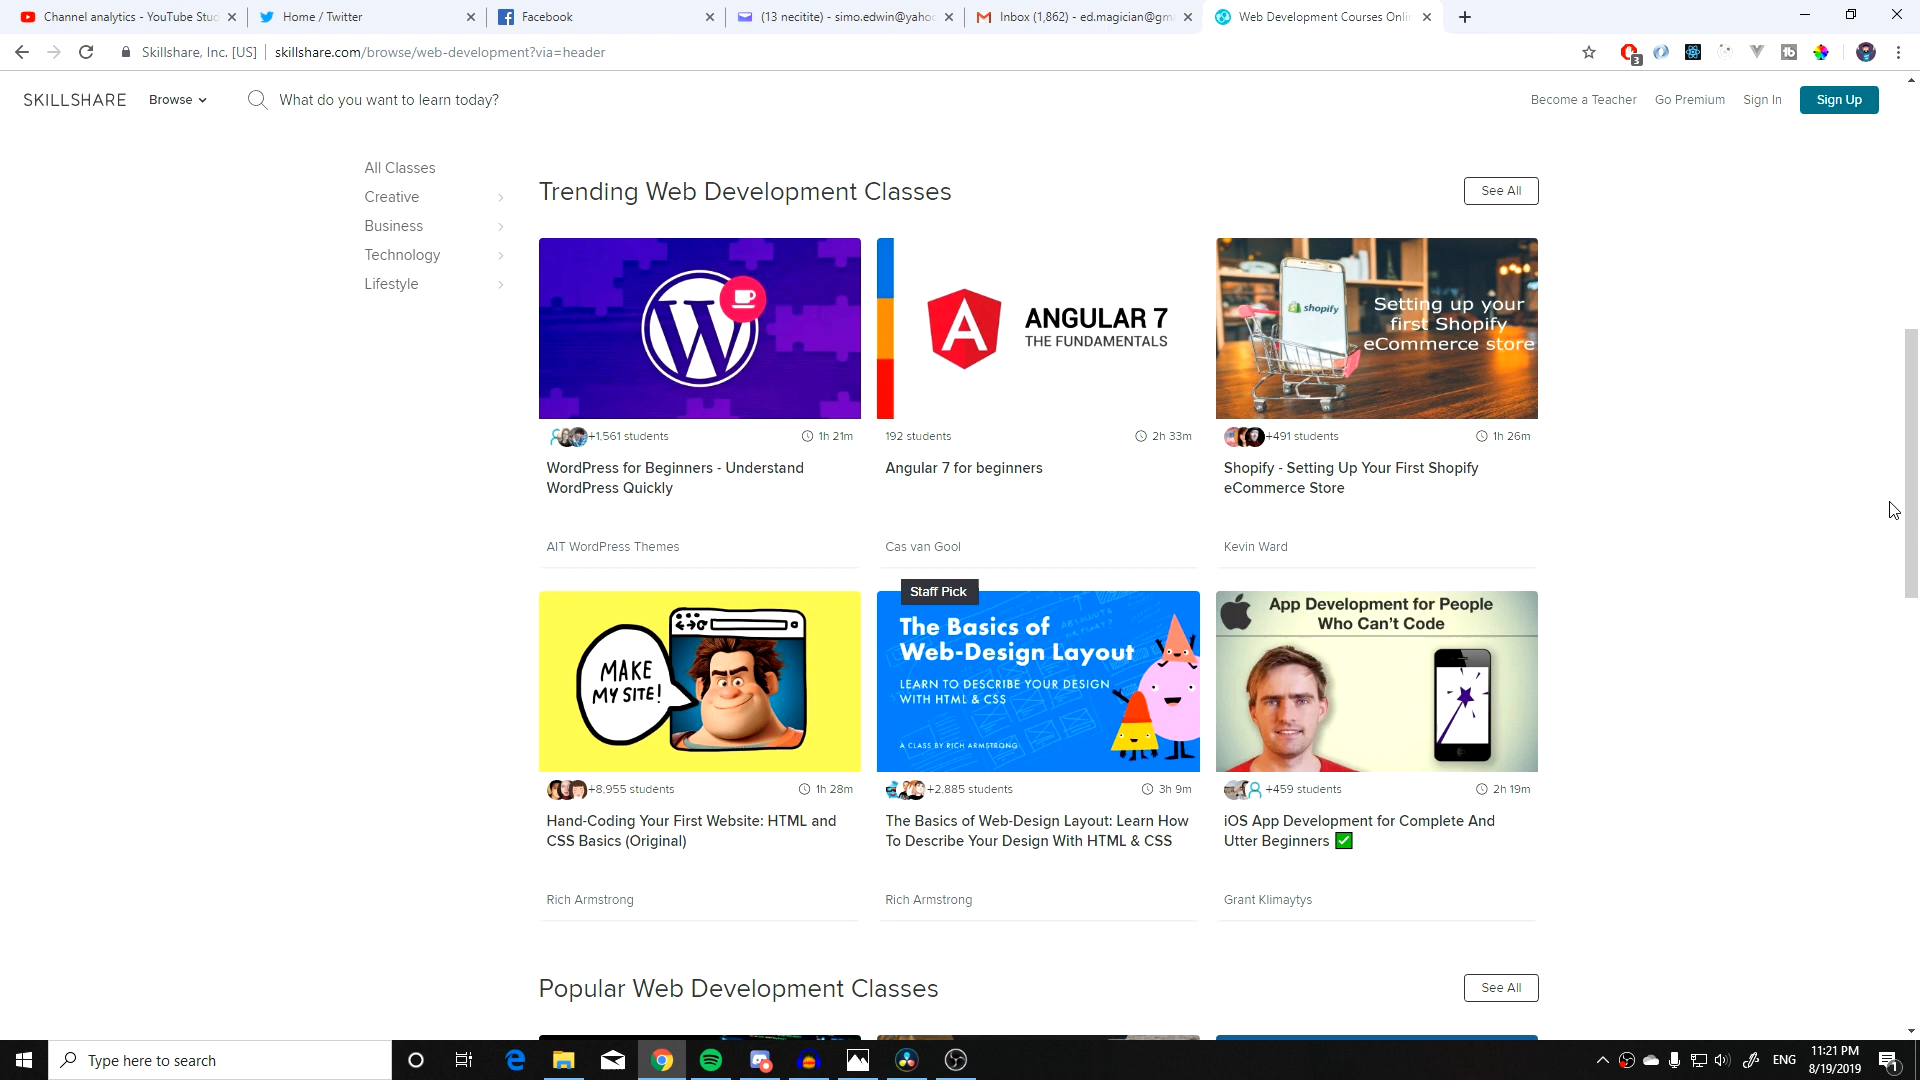 Channel analytics - YouTube Stu
Home / Twitter
Facebook
(13 necitite) - simo.edwin@yahoo
Inbox (1,862) - ed.magician@gm
Web Development Courses Onli
Skillshare, Inc. [US]
skillshare.com/browse/web-development?via=header
3
SKILLSHARE
Browse
What do you want to learn today?
Become a Teacher
Go Premium
Sign In
Sign Up
All Classes
Creative
Business
Technology
Lifestyle
Trending Web Development Classes
See All
W
A
ANGULAR 7
THE FUNDAMENTALS
shopify
Setting up your
first Shopify
eCommerce store
+1,561 students
1h 21m
WordPress for Beginners - Understand
WordPress Quickly
AIT WordPress Themes
192 students
2h 33m
Angular 7 for beginners
Cas van Gool
+491 students
1h 26m
Shopify - Setting Up Your First Shopify
eCommerce Store
Kevin Ward
MAKE
MY SITE!
Staff Pick
The Basics of
Web-Design Layout
LEARN TO DESCRIBE YOUR DESIGN
WITH HTML & CSS
A CLASS BY RICH ARMSTRONG
App Development for People
Who Can't Code
+8,955 students
1h 28m
Hand-Coding Your First Website: HTML and
CSS Basics (Original)
Rich Armstrong
+2,885 students
3h 9m
The Basics of Web-Design Layout: Learn How
To Describe Your Design With HTML & CSS
Rich Armstrong
+459 students
2h 19m
iOS App Development for Complete And
Utter Beginners ✅
Grant Klimaytys
Popular Web Development Classes
See All
Type here to search
ENG
11:21 PM
8/19/2019
1